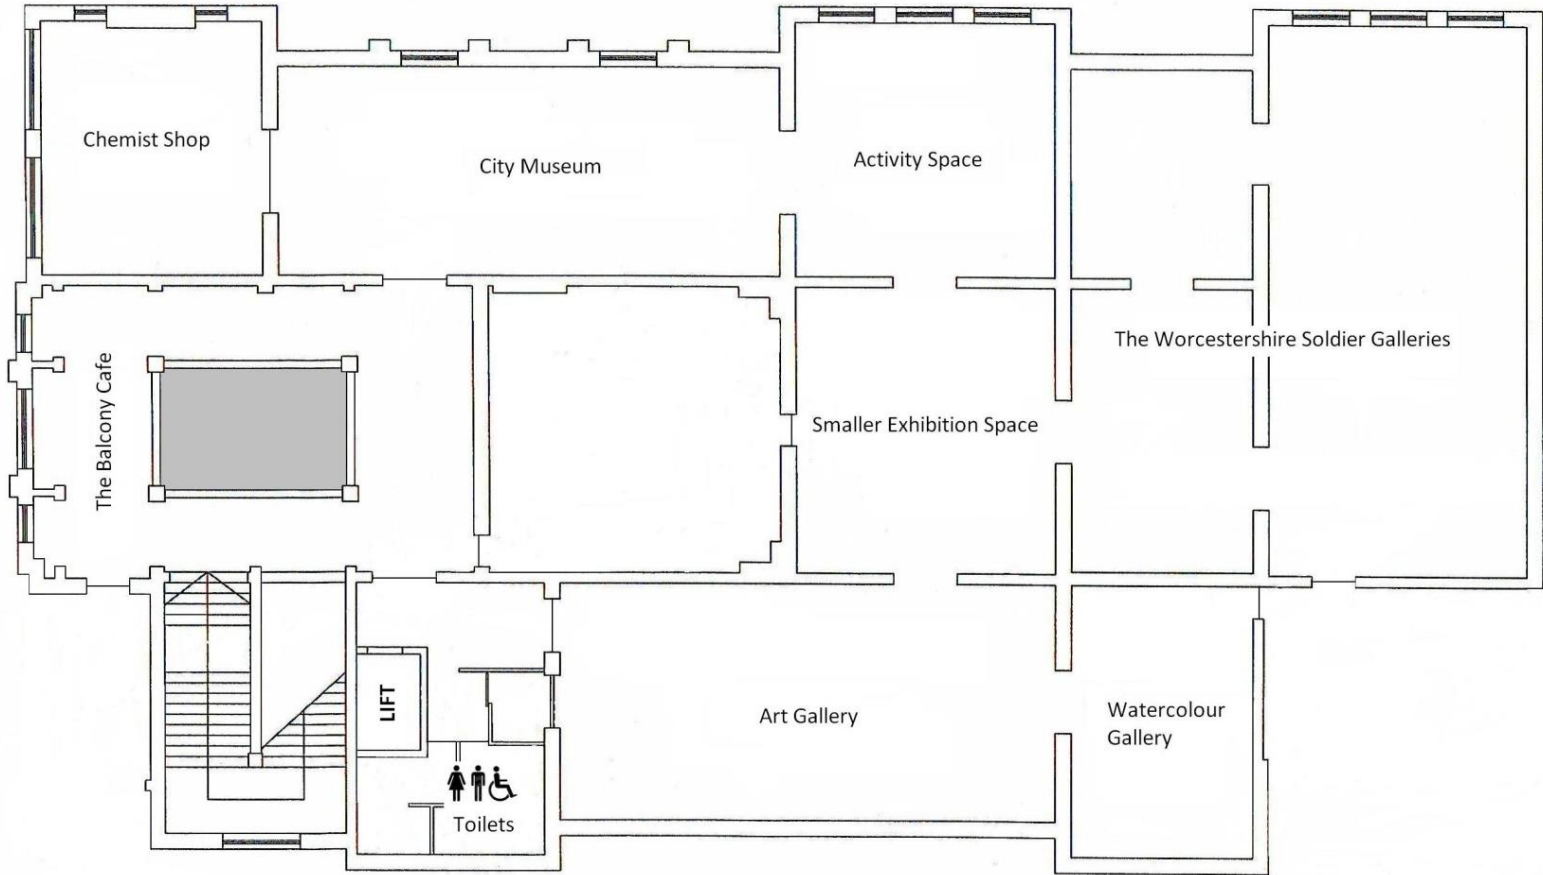 Chemist Shop
City Museum
Activity Space
The Worcestershire Soldier Galleries
The Balcony Cafe
Smaller Exhibition Space
LIFT
Art Gallery
Watercolour
Gallery
Toilets